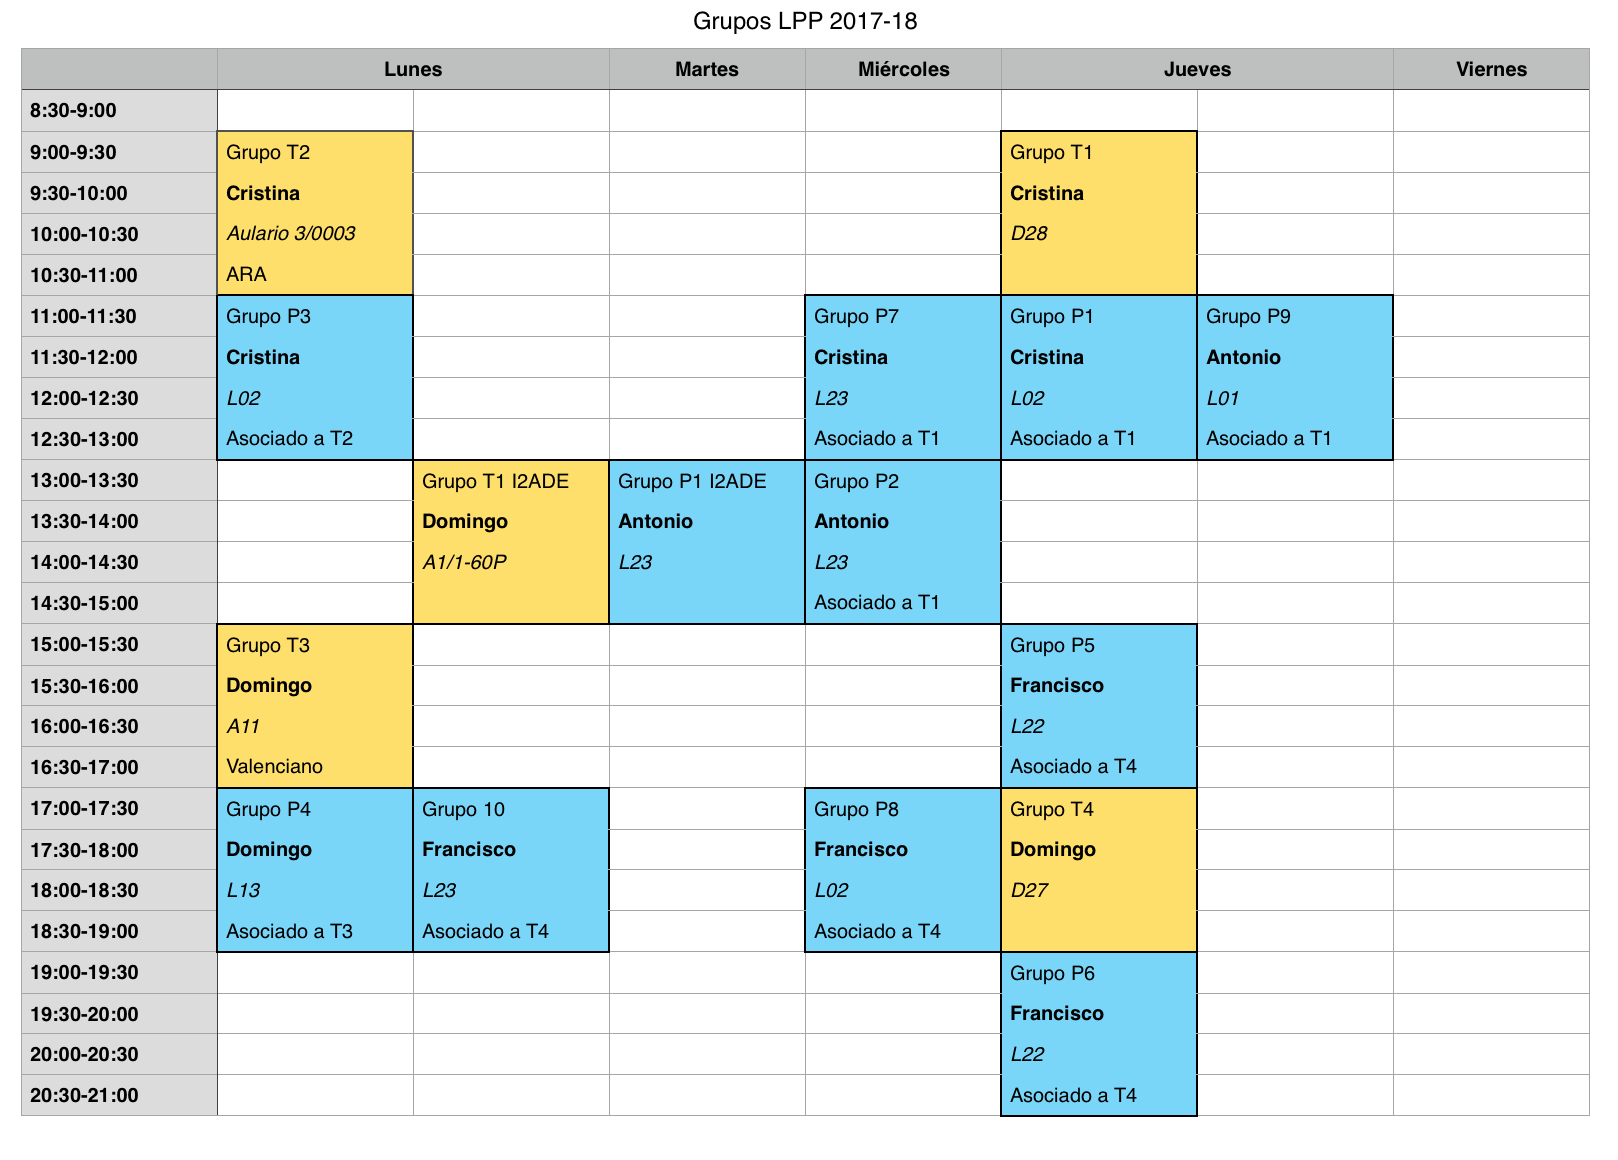 Grupos LPP 2017-18
Lunes Martes Miércoles Jueves Viernes
8:30-9:00
9:00-9:30 Grupo T2 Grupo T1
9:30-10:00 Cristina Cristina
10:00-10:30 Aulario 3/0003 D28
10:30-11:00 ARA
11:00-11:30 Grupo P3 Grupo P7 Grupo P1 Grupo P9
11:30-12:00 Cristina Cristina Cristina Antonio
12:00-12:30 L02 L23 L02 L01
12:30-13:00 Asociado a T2 Asociado a T1 Asociado a T1 Asociado a T1
13:00-13:30 Grupo T1 I2ADE Grupo P1 I2ADE Grupo P2
13:30-14:00 Domingo Antonio Antonio
14:00-14:30 A1/1-60P L23 L23
14:30-15:00 Asociado a T1
15:00-15:30 Grupo T3 Grupo P5
15:30-16:00 Domingo Francisco
16:00-16:30 A11 L22
16:30-17:00 Valenciano Asociado a T4
17:00-17:30 Grupo P4 Grupo 10 Grupo P8 Grupo T4
17:30-18:00 Domingo Francisco Francisco Domingo
18:00-18:30 L13 L23 L02 D27
18:30-19:00 Asociado a T3 Asociado a T4 Asociado a T4
19:00-19:30 Grupo P6
19:30-20:00 Francisco
20:00-20:30 L22
20:30-21:00 Asociado a T4